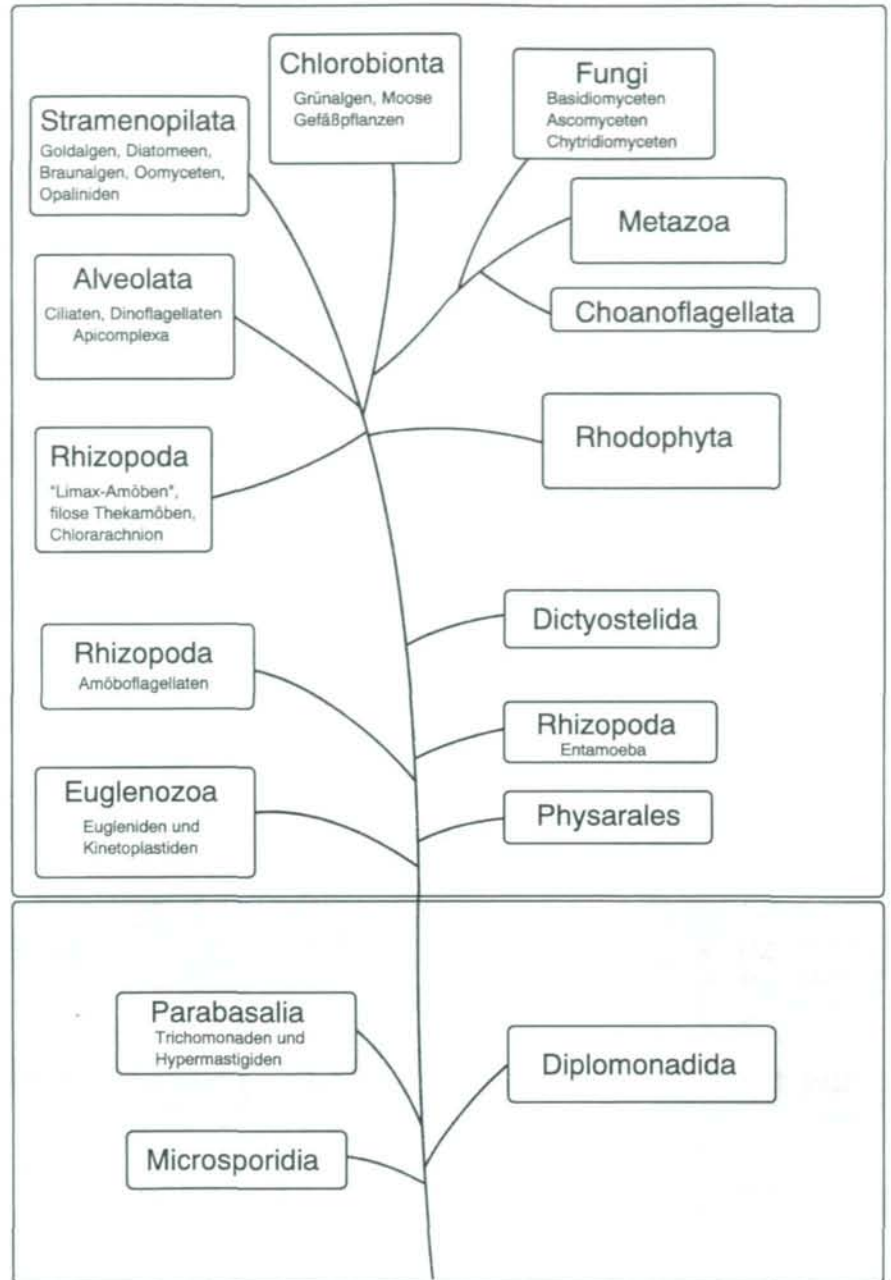 Chlorobionta
Grünalgen, Moose
Gefäßpflanzen
Fungi
Basidiomyceten
Ascomyceten
Chytridiomyceten
Stramenopilata
Goldalgen, Diatomeen,
Braunalgen, Oomyceten,
Opaliniden
Metazoa
Alveolata
Ciliaten, Dinoflagellaten
Apicomplexa
Choanoflagellata
Rhodophyta
Rhizopoda
"Limax-Amöben",
filose Thekamöben,
Chlorarachnion
Dictyostelida
Rhizopoda
Amöboflagellaten
Rhizopoda
Entamoeba
Euglenozoa
Eugleniden und
Kinetoplastiden
Physarales
Parabasalia
Trichomonaden und
Hypermastigiden
Diplomonadida
Microsporidia